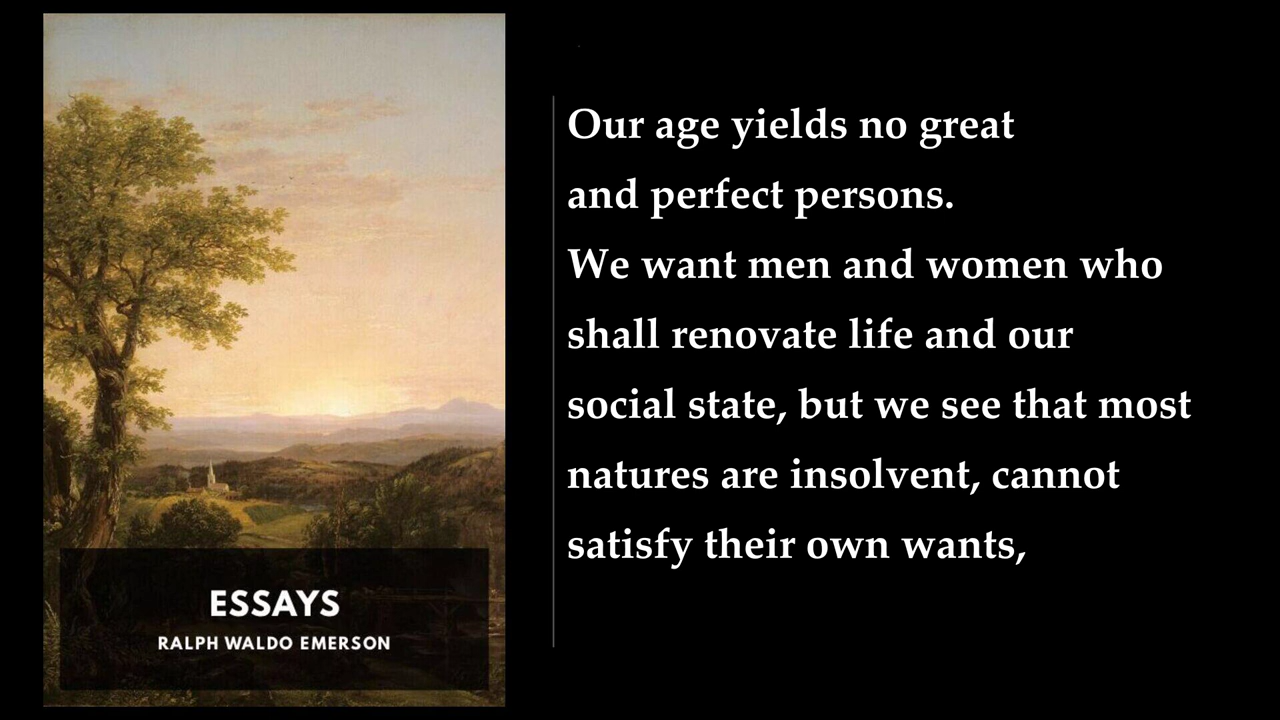 Our age yields no great
and perfect persons.
We want men and women who
shall renovate life and our
social state, but we see that most
natures are insolvent, cannot
satisfy their own wants,
ESSAYS
RALPH WALDO EMERSON